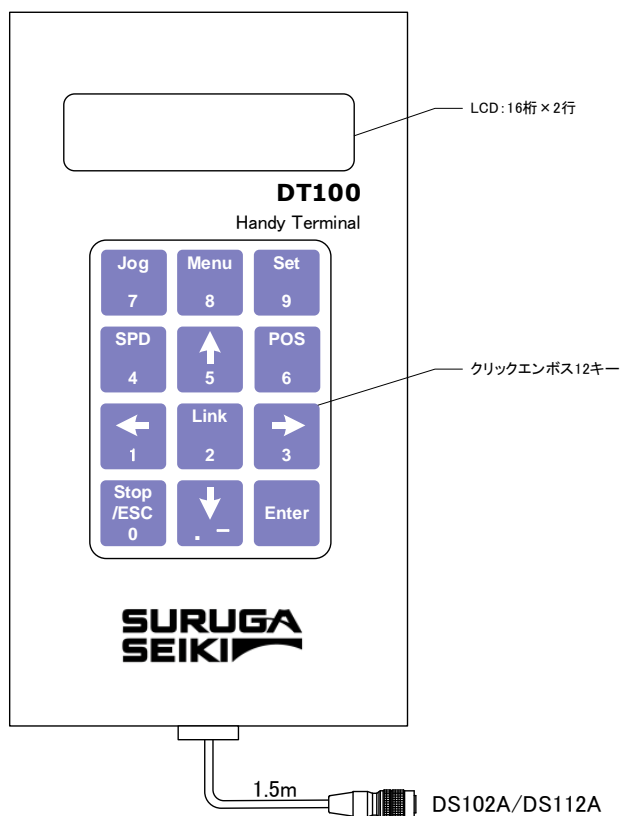 LCD:16桁×2行
DT100
Handy Terminal
Jog
7
Menu
8
Set
9
SPD
4
5
POS
6
クリックエンボス12キー
1
Link
2
3
Stop
/ESC
0
. −
Enter
SURUGA
SEIKI
1.5m
DS102A/DS112A